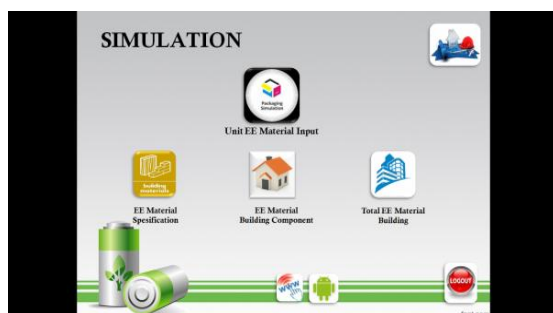 SIMULATION
Packaging
Simulation
Unit EE Material Input
building
materials
EE Material
Spesification
EE Material
Building Component
Total EE Material
Building
www
LOGOUT